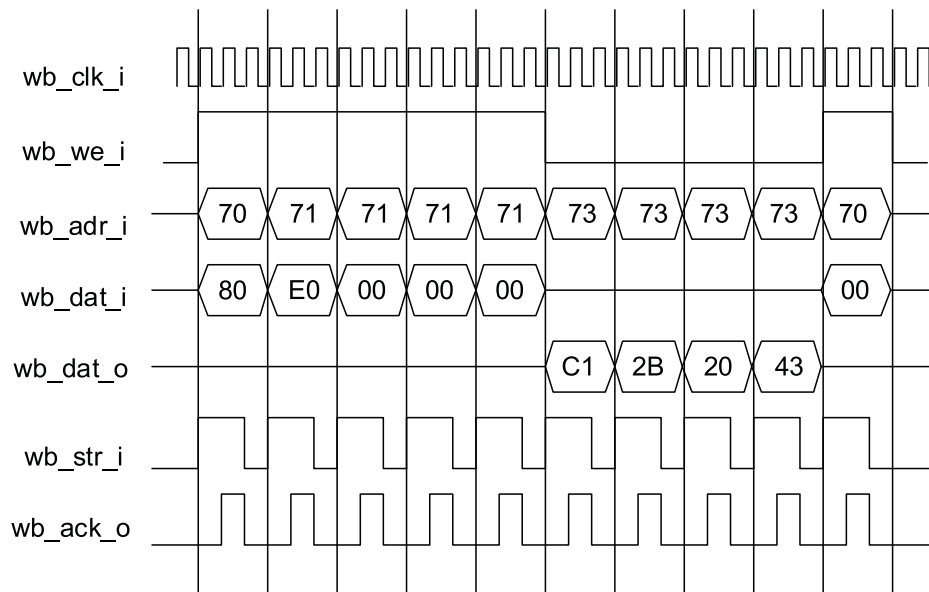 wb_clk_i
wb_we_i
wb_adr_i 70 71 71 71 71 73 73 73 73 70
wb_dat_i 80 E0 00 00 00 00
wb_dat_o C1 2B 20 43
wb_str_i
wb_ack_o